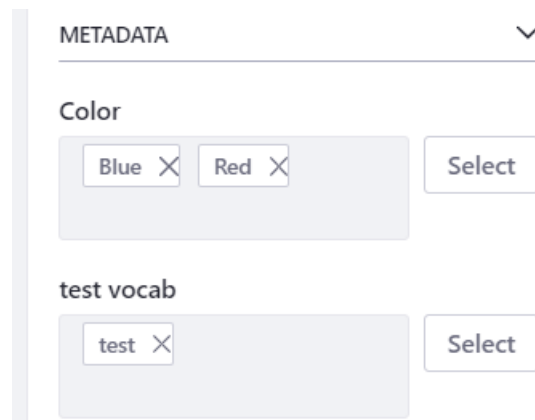 METADATA
Color
Blue Red Select
test vocab
test Select